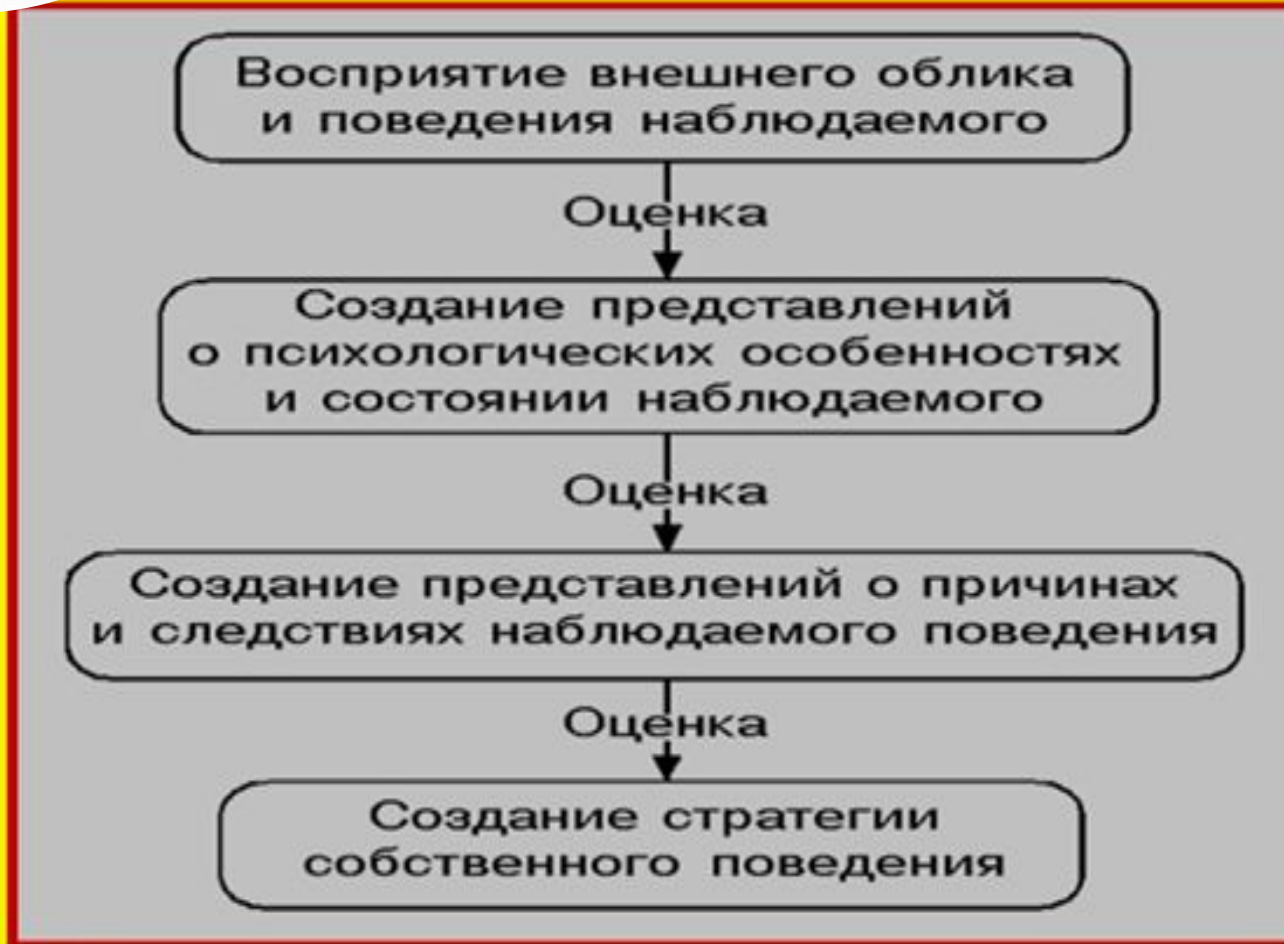 Восприятие внешнего облика
и поведения наблюдаемого
Оценка
Создание представлений
о психологических особенностях
и состоянии наблюдаемого
Оценка
Создание представлений о причинах
и следствиях наблюдаемого поведения
Оценка
Создание стратегии
собственного поведения